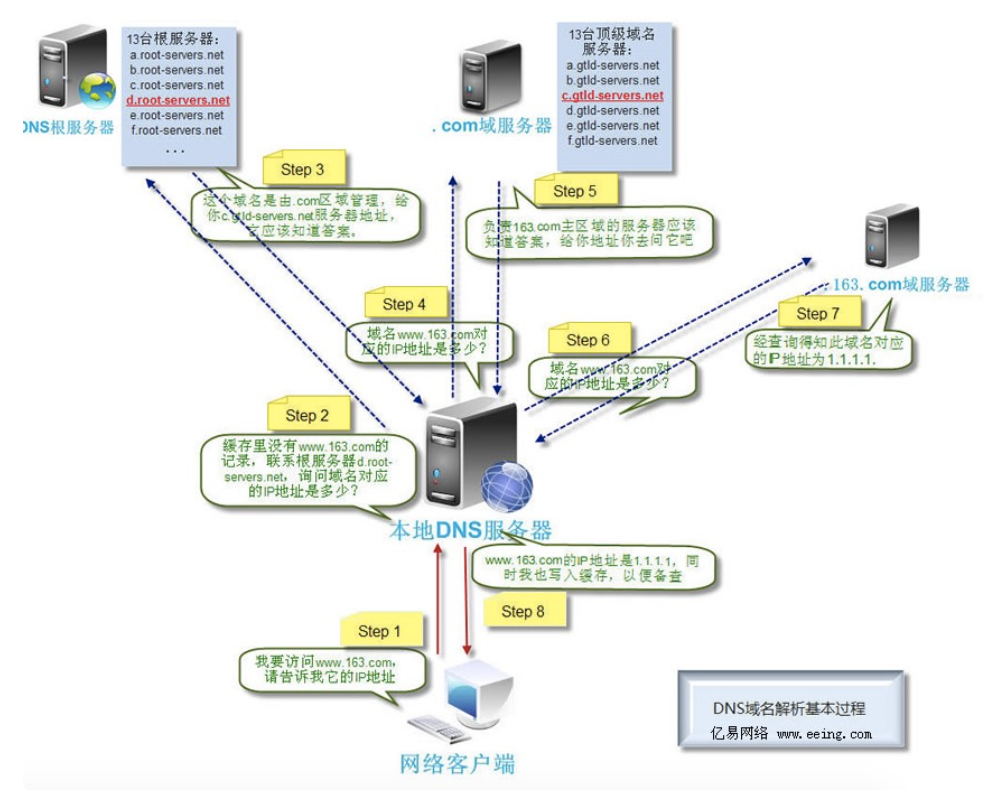 13台根服务器：
a.root-servers.net
b.root-servers.net
c.root-servers.net
d.root-servers.net
e.root-servers.net
f.root-servers.net
...
DNS根服务器
13台顶级域名
服务器：
a.gtld-servers.net
b.gtld-servers.net
c.gtld-servers.net
d.gtld-servers.net
e.gtld-servers.net
f.gtld-servers.net
. com域服务器
Step 3
这个域名是由.com区域管理，给
你c.gtld-servers.net服务器地址，
它应该知道答案。
Step 5
负责163.com主区域的服务器应该
知道答案，给你地址你去问它吧
.163. com域服务器
Step 4
域名www.163.com对
应的IP地址是多少？
Step 6
域名www.163.com对
应的IP地址是多少？
Step 7
经查询得知此域名对应
的IP地址为1.1.1.1.
Step 2
缓存里没有www.163.com的
记录，联系根服务器d.root-
servers.net，询问域名对应
的IP地址是多少？
本地DNS服务器
www.163.com的IP地址是1.1.1.1，同
时我也写入缓存，以便备查
Step 8
Step 1
我要访问www.163.com，
请告诉我它的IP地址
网络客户端
DNS域名解析基本过程
亿易网络 www.eeing.com